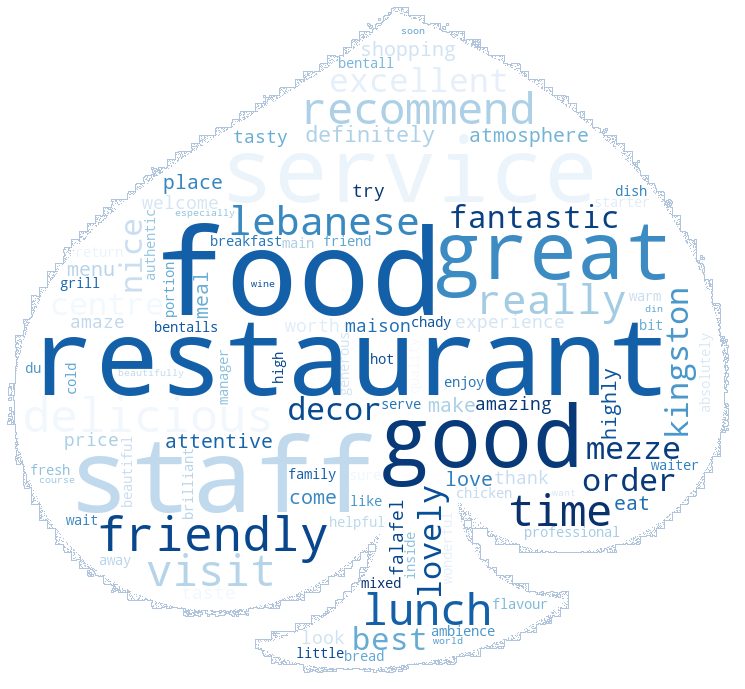 soon
shopping
bentall
excellent
recommend
tasty
definitely
atmosphere
service
place
try
dish
welcome
starter
especially
lebanese
fantastic
nice
authentic
breakfast
main
friend
food
great
return
menu
grill
portion
meal
wine
really
warm
centre
din
amaze
bentalls
worth
maison
chady
experience
bit
kingston
restaurant
du
cold
beautifully
manager
high
generous
hot
enjoy
highly
absolutely
delicious
decor
serve
make
amazing
price
attentive
good
mezze
beautiful
staff
brilliant
waiter
fresh
course
family
sure
love
thank
order
come
like
chicken
want
time
eat
wait
friendly
helpful
falafel
inside
lovely
wonderful
professional
away
visit
taste
mixed
lunch
flavour
look
best
ambience
world
little
bread